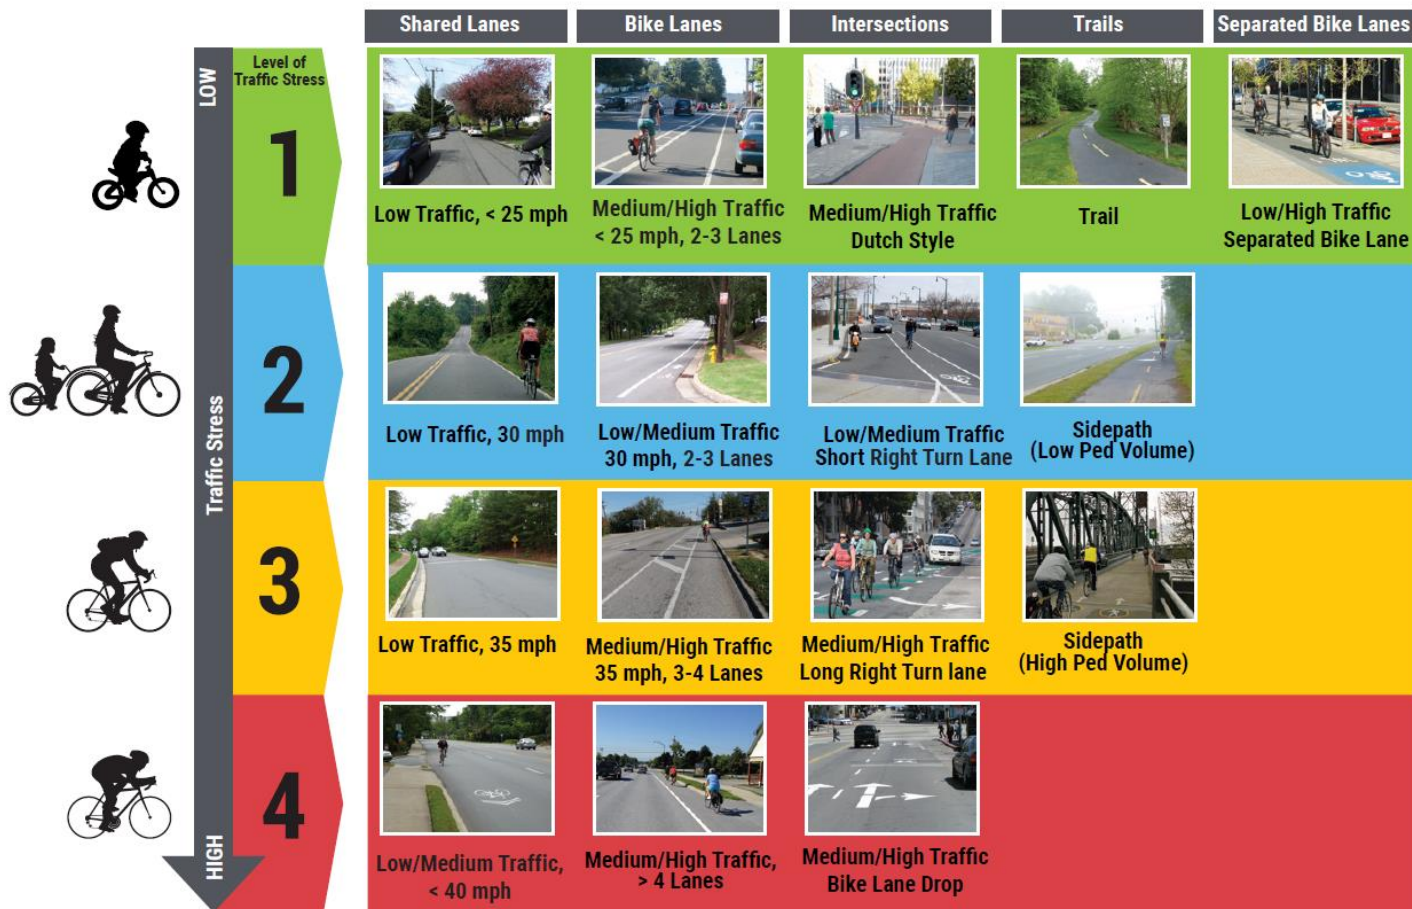 Shared Lanes
Bike Lanes
Intersections
Trails
Separated Bike Lanes
LOW
Traffic Stress
HIGH
Level of
Traffic Stress
1
Low Traffic, < 25 mph
Medium/High Traffic
< 25 mph, 2-3 Lanes
Medium/High Traffic
Dutch Style
Trail
Low/High Traffic
Separated Bike Lane
2
Low Traffic, 30 mph
Low/Medium Traffic
30 mph, 2-3 Lanes
Low/Medium Traffic
Short Right Turn Lane
Sidepath
(Low Ped Volume)
3
Low Traffic, 35 mph
Medium/High Traffic
35 mph, 3-4 Lanes
Medium/High Traffic
Long Right Turn lane
Sidepath
(High Ped Volume)
4
Low/Medium Traffic,
< 40 mph
Medium/High Traffic,
> 4 Lanes
Medium/High Traffic
Bike Lane Drop